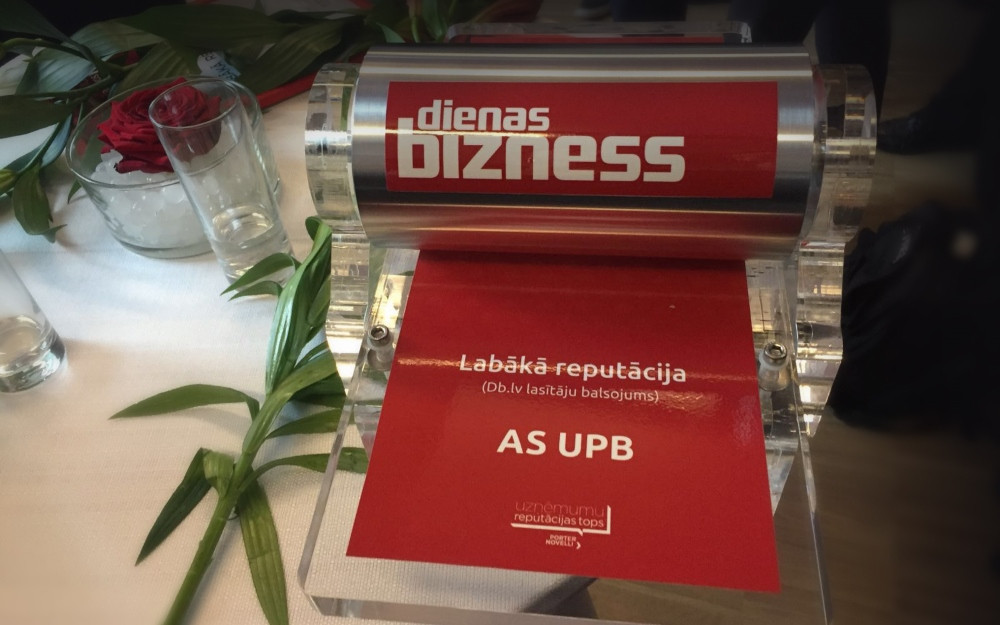 dienas
bizness
Labākā reputācija
(Db.lv lasītāju balsojums)
AS UPB
uzņēmumu
reputācijas tops
PORTER
NOVELLI